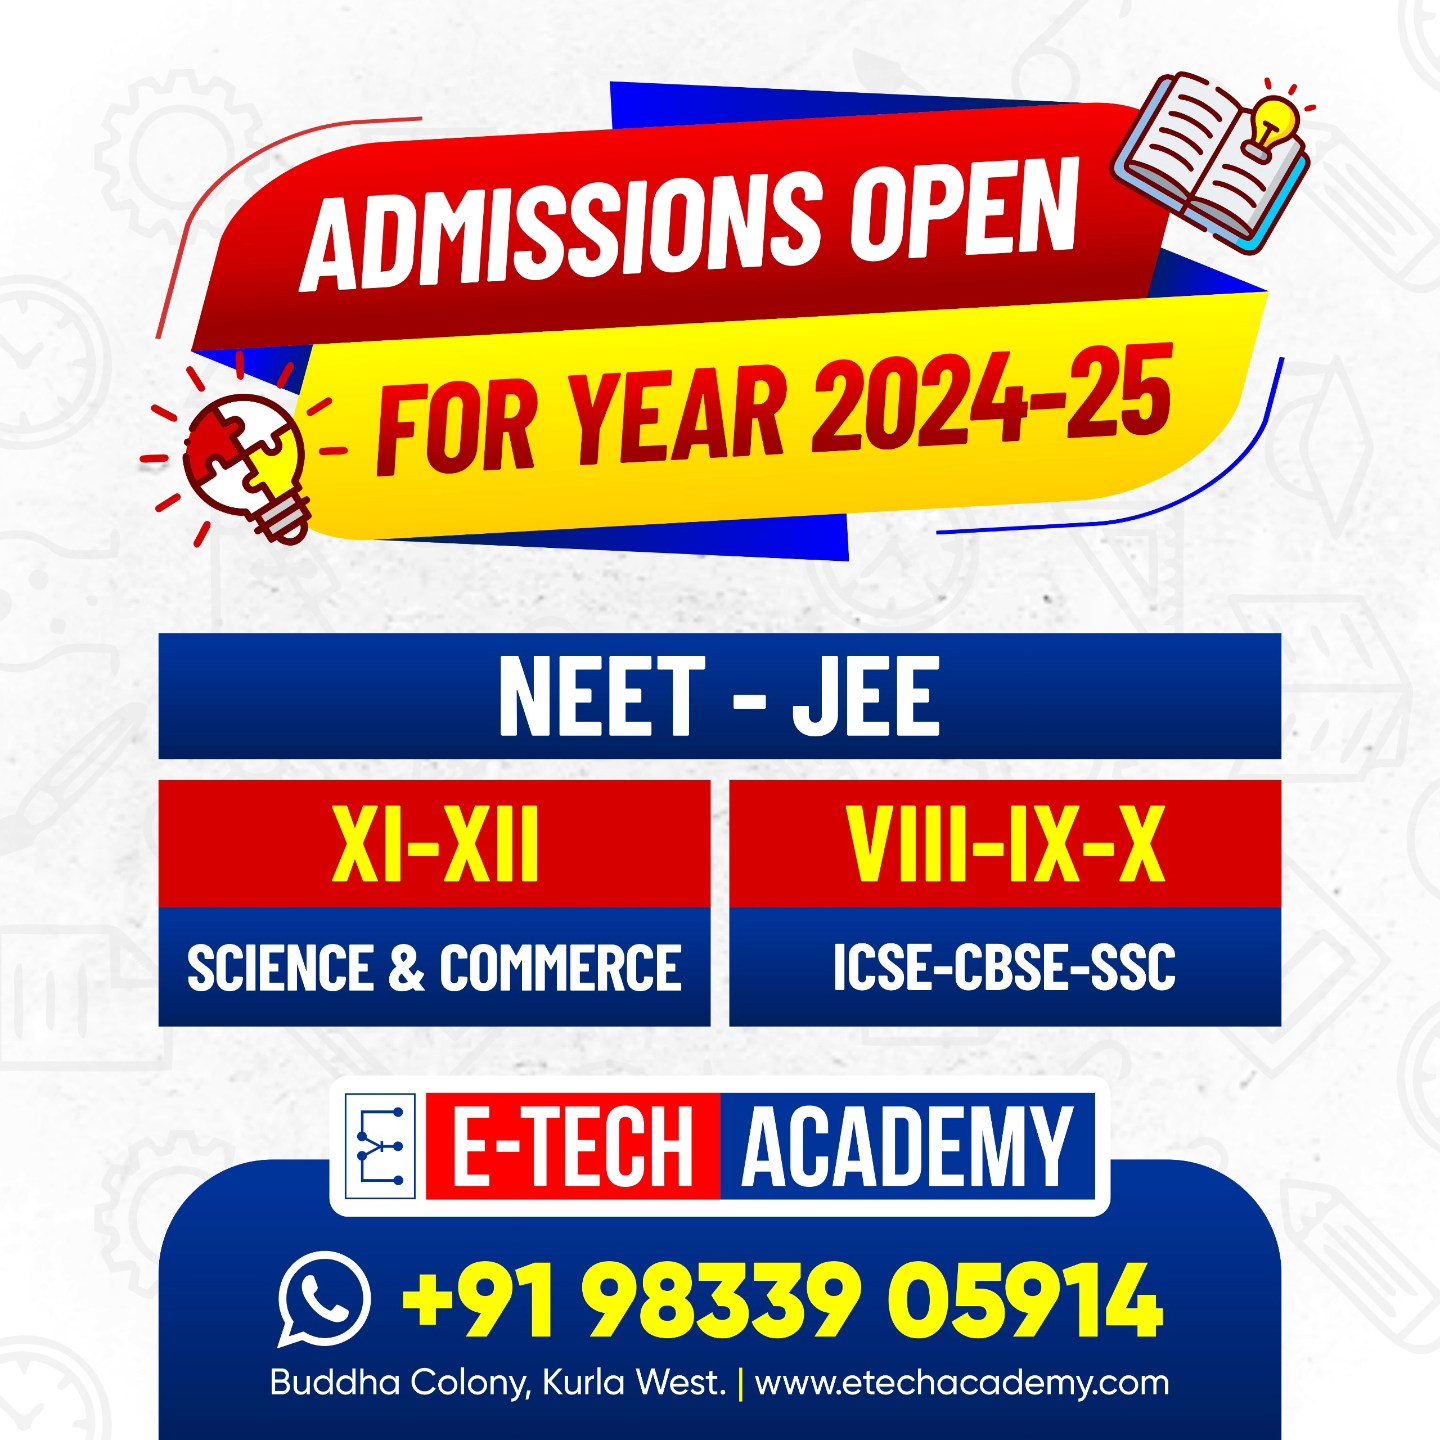 ADMISSIONS OPEN
FOR YEAR 2024-25
NEET - JEE
XI-XII
SCIENCE & COMMERCE
VIII-IX-X
ICSE-CBSE-SSC
E-TECH ACADEMY
+91 98339 05914
Buddha Colony, Kurla West. | www.etechacademy.com